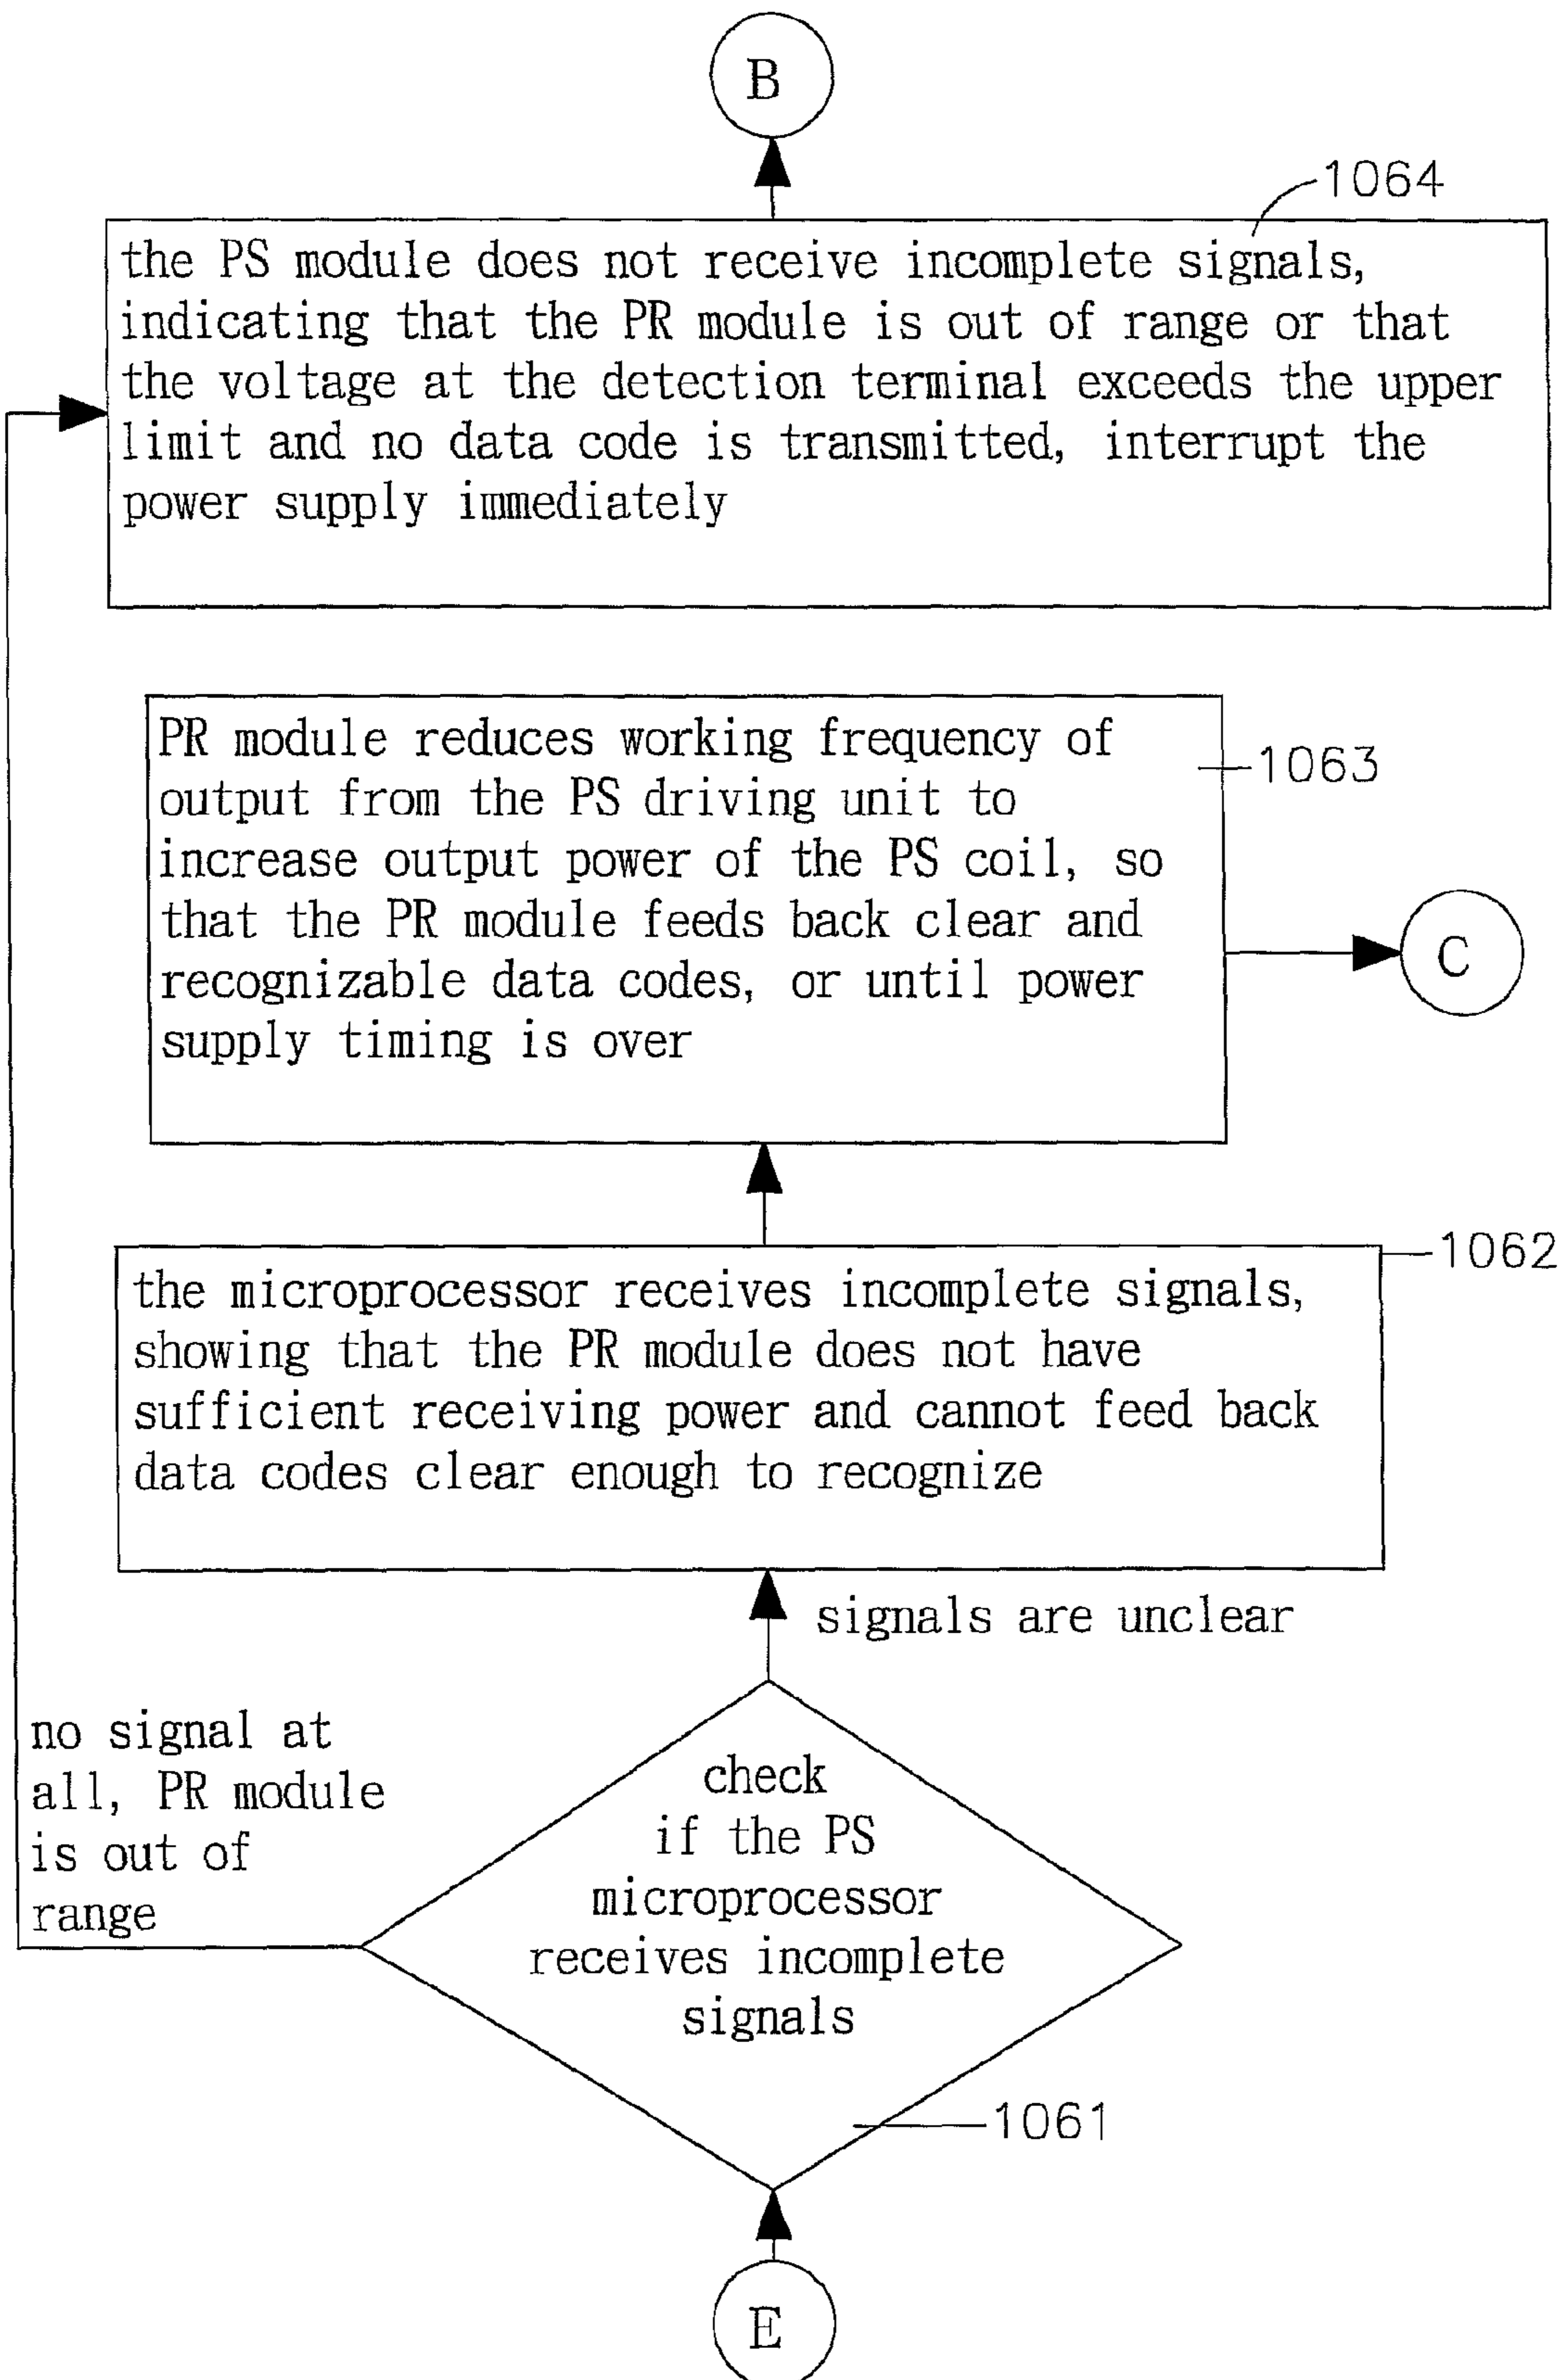 B
1064
the PS module does not receive incomplete signals,
indicating that the PR module is out of range or that
the voltage at the detection terminal exceeds the upper
limit and no data code is transmitted, interrupt the
power supply immediately
PR module reduces working frequency of
output from the PS driving unit to
increase output power of the PS coil, so
that the PR module feeds back clear and
recognizable data codes, or until power
supply timing is over
1063
C
1062
the microprocessor receives incomplete signals,
showing that the PR module does not have
sufficient receiving power and cannot feed back
data codes clear enough to recognize
signals are unclear
no signal at
all, PR module
is out of
range
check
if the PS
microprocessor
receives incomplete
signals
1061
E